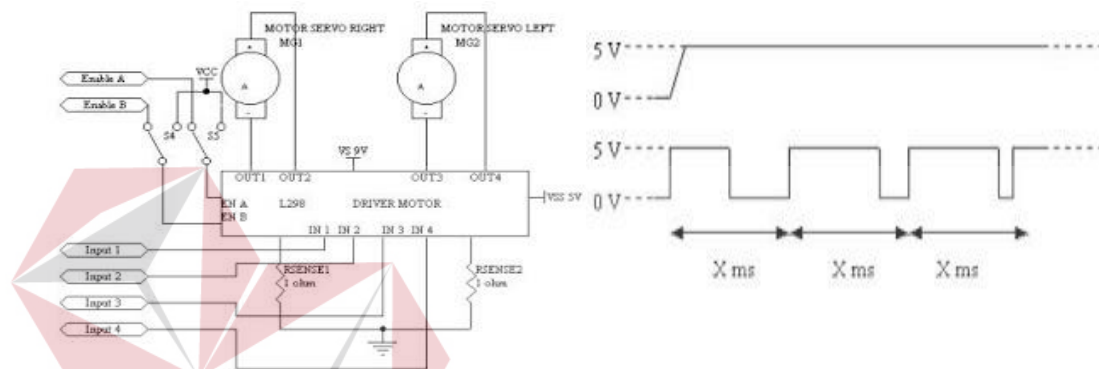 MOTOR SERVO RIGHT
MG1
MOTOR SERVO LEFT
MG2
+
+
A
A
-
-
Enable A
Enable B
VCC
S4
S5
VS 9V
OUT1
OUT2
OUT3
OUT4
EN A
EN B
L298
DRIVER MOTOR
VSS 5V
IN 1
IN 2
IN 3
IN 4
Input 1
Input 2
Input 3
Input 4
RSENSE1
1 ohm
RSENSE2
1 ohm
5 V
0 V
5 V
0 V
X ms
X ms
X ms